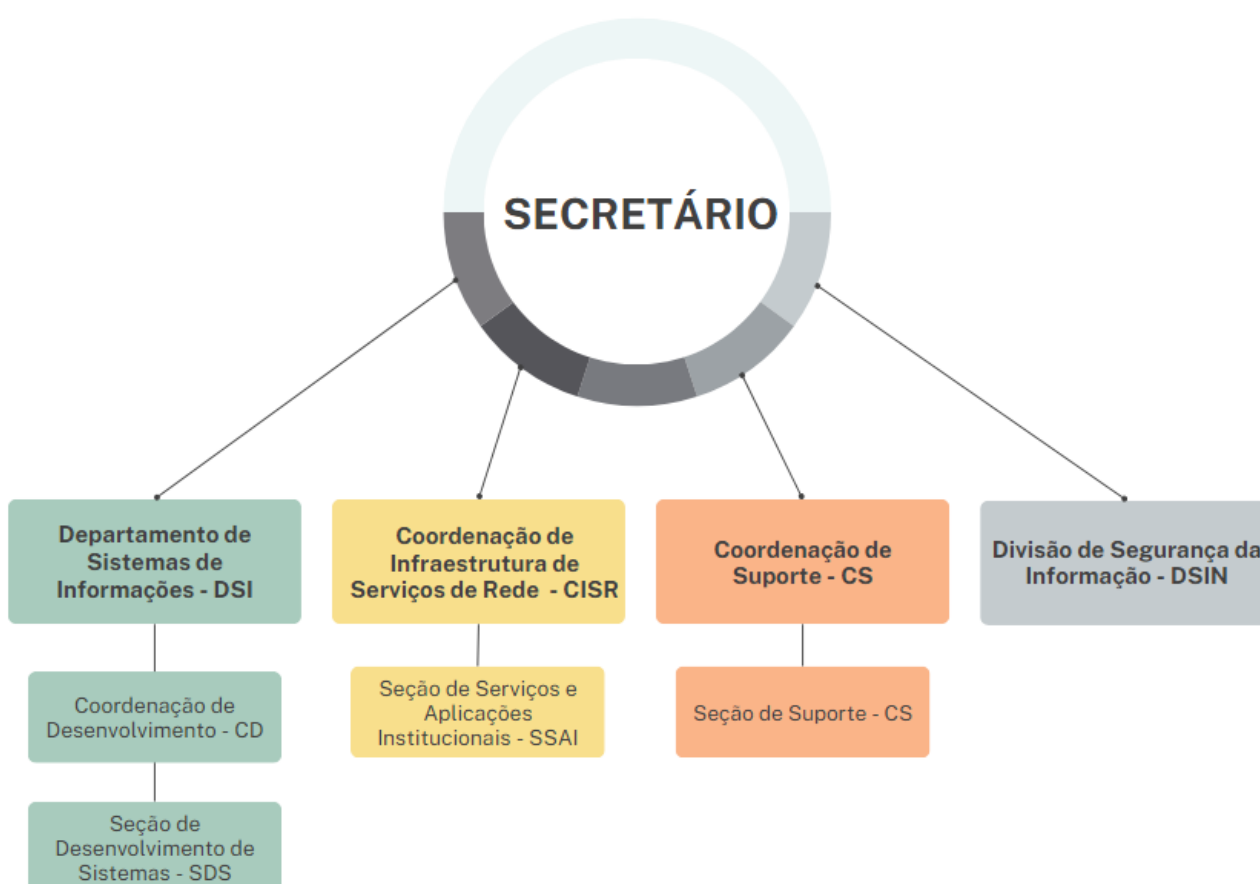 SECRETÁRIO
Departamento de
Sistemas de
Informações - DSI
Coordenação de
Infraestrutura de
Serviços de Rede - CISR
Coordenação de
Suporte - CS
Divisão de Segurança da
Informação - DSIN
Coordenação de
Desenvolvimento - CD
Seção de Serviços e
Aplicações
Institucionais - SSAI
Seção de Suporte - CS
Seção de
Desenvolvimento de
Sistemas - SDS